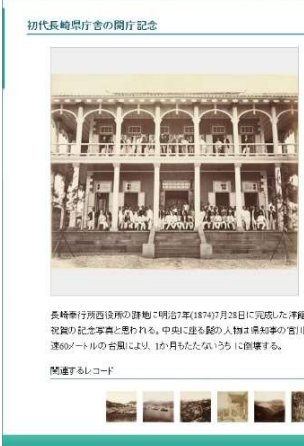 初代長崎県庁舎の開庁記念
長崎奉行所西役所の跡地に明治7年(1874)7月28日に完成した洋館
祝賀の記念写真と思われる。中央に座る髭の人物は県知事の宮川
速60メートルの台風により、1か月もたたないうちに倒壊する。
関連するレコード